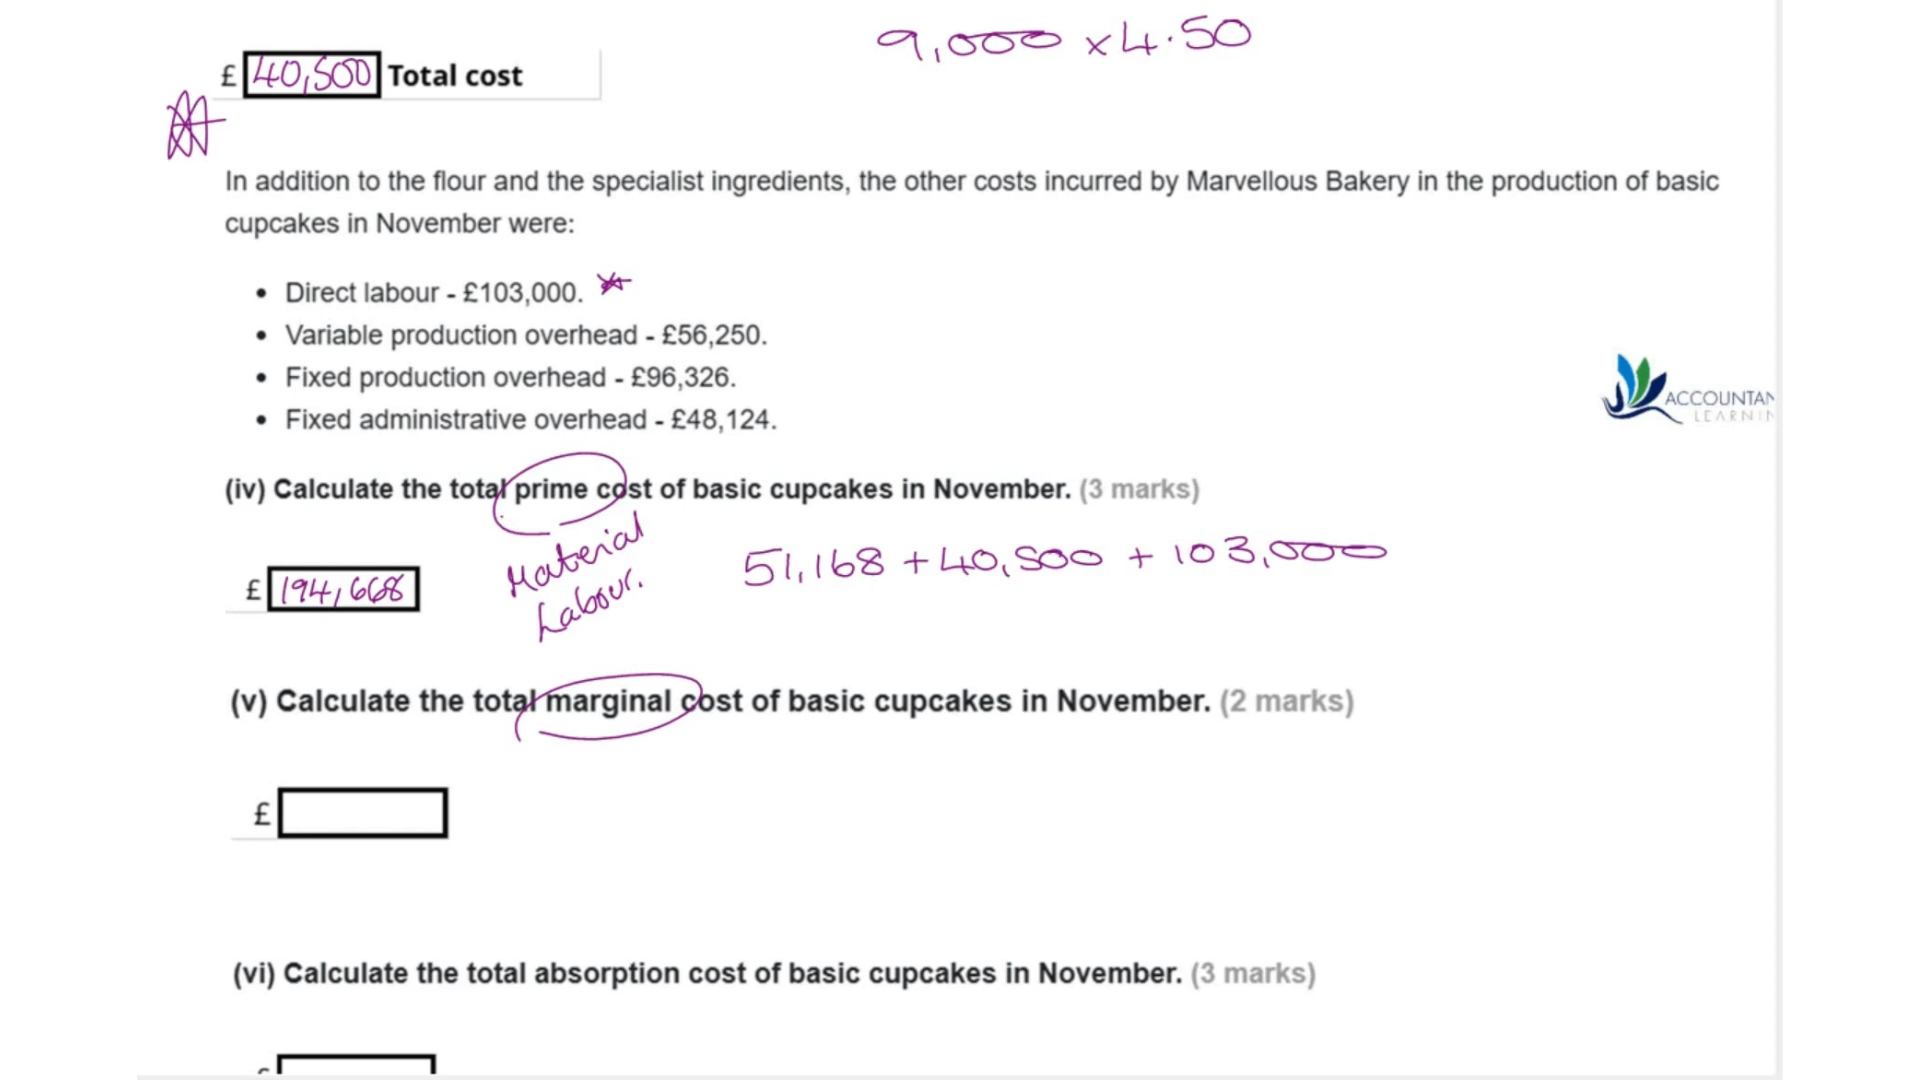 9,000 x 4.50
£ 40,500 Total cost
In addition to the flour and the specialist ingredients, the other costs incurred by Marvellous Bakery in the production of basic
cupcakes in November were:
• Direct labour - £103,000.
• Variable production overhead - £56,250.
• Fixed production overhead - £96,326.
• Fixed administrative overhead - £48,124.
ACCOUNTAN
LEARNIN
(iv) Calculate the total prime cost of basic cupcakes in November. (3 marks)
£ 194,668
Material
Labour.
51,168 + 40,500 + 103,000
(v) Calculate the total marginal cost of basic cupcakes in November. (2 marks)
£
(vi) Calculate the total absorption cost of basic cupcakes in November. (3 marks)